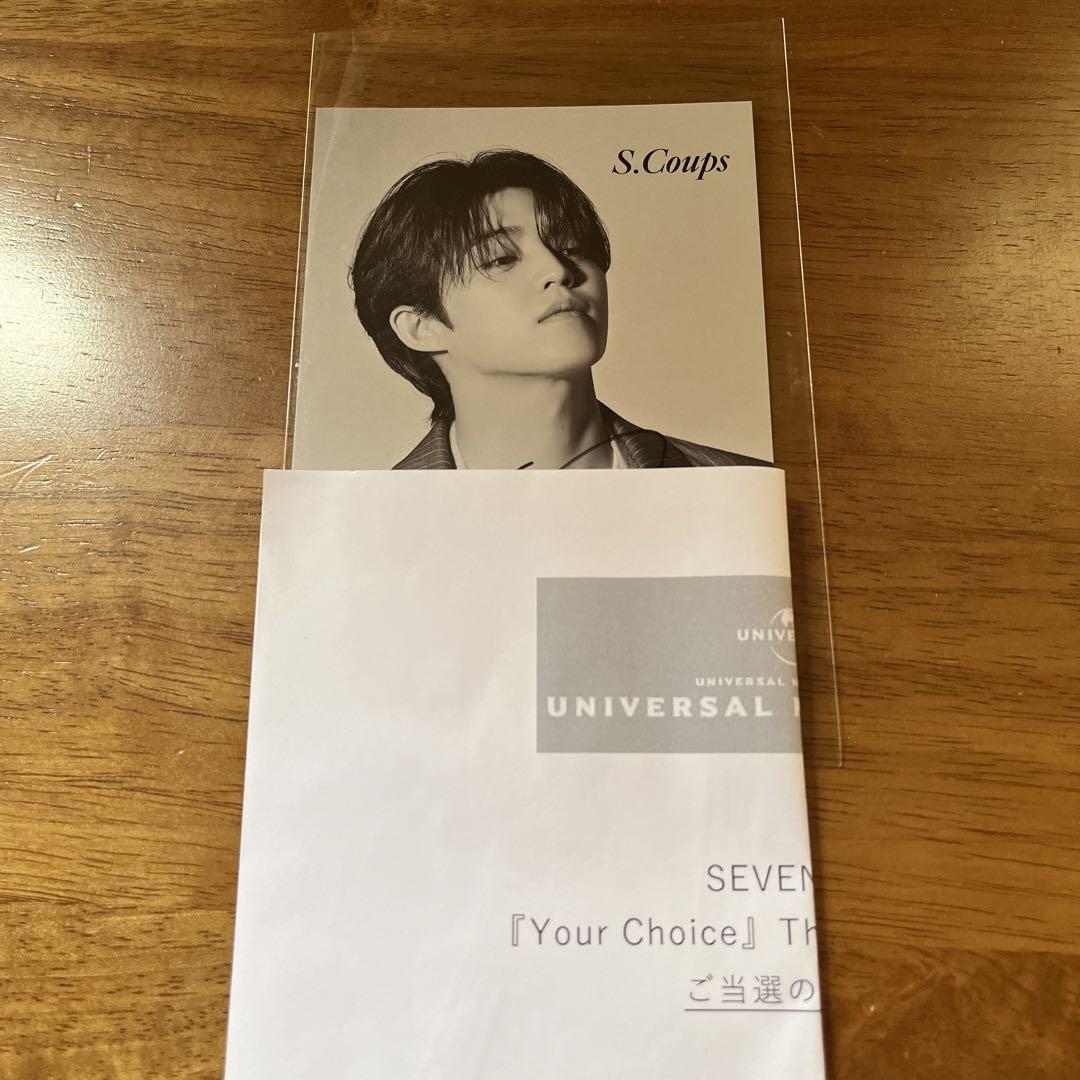 S.Coups
UNIVE
UNIVERSAL
UNIVERSAL
SEVEN
『Your Choice』 Th
ご当選の